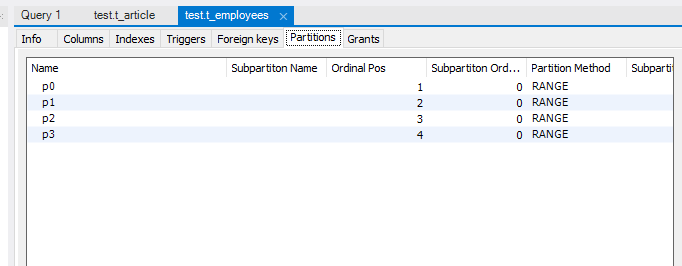 Query 1 test.t_article test.t_employees ×
Info Columns Indexes Triggers Foreign keys Partitions Grants
Name Subpartiton Name Ordinal Pos Subpartiton Ord... Partition Method Subpartit
p0 1 0 RANGE
p1 2 0 RANGE
p2 3 0 RANGE
p3 4 0 RANGE